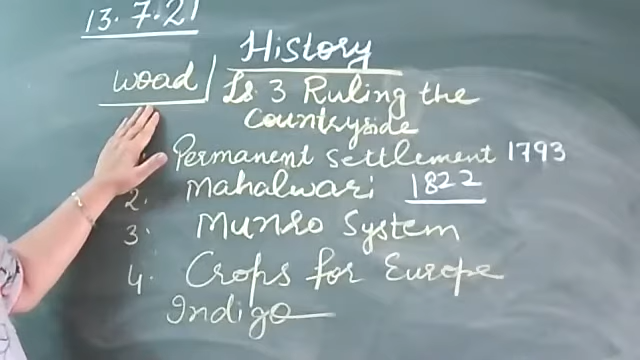 13.7.21
History
woad
Ls 3 Ruling the
Countryside
Permanent Settlement 1793
2. Mahalwari 1822
3. Munro System
4. Crops for Europe
Indigo